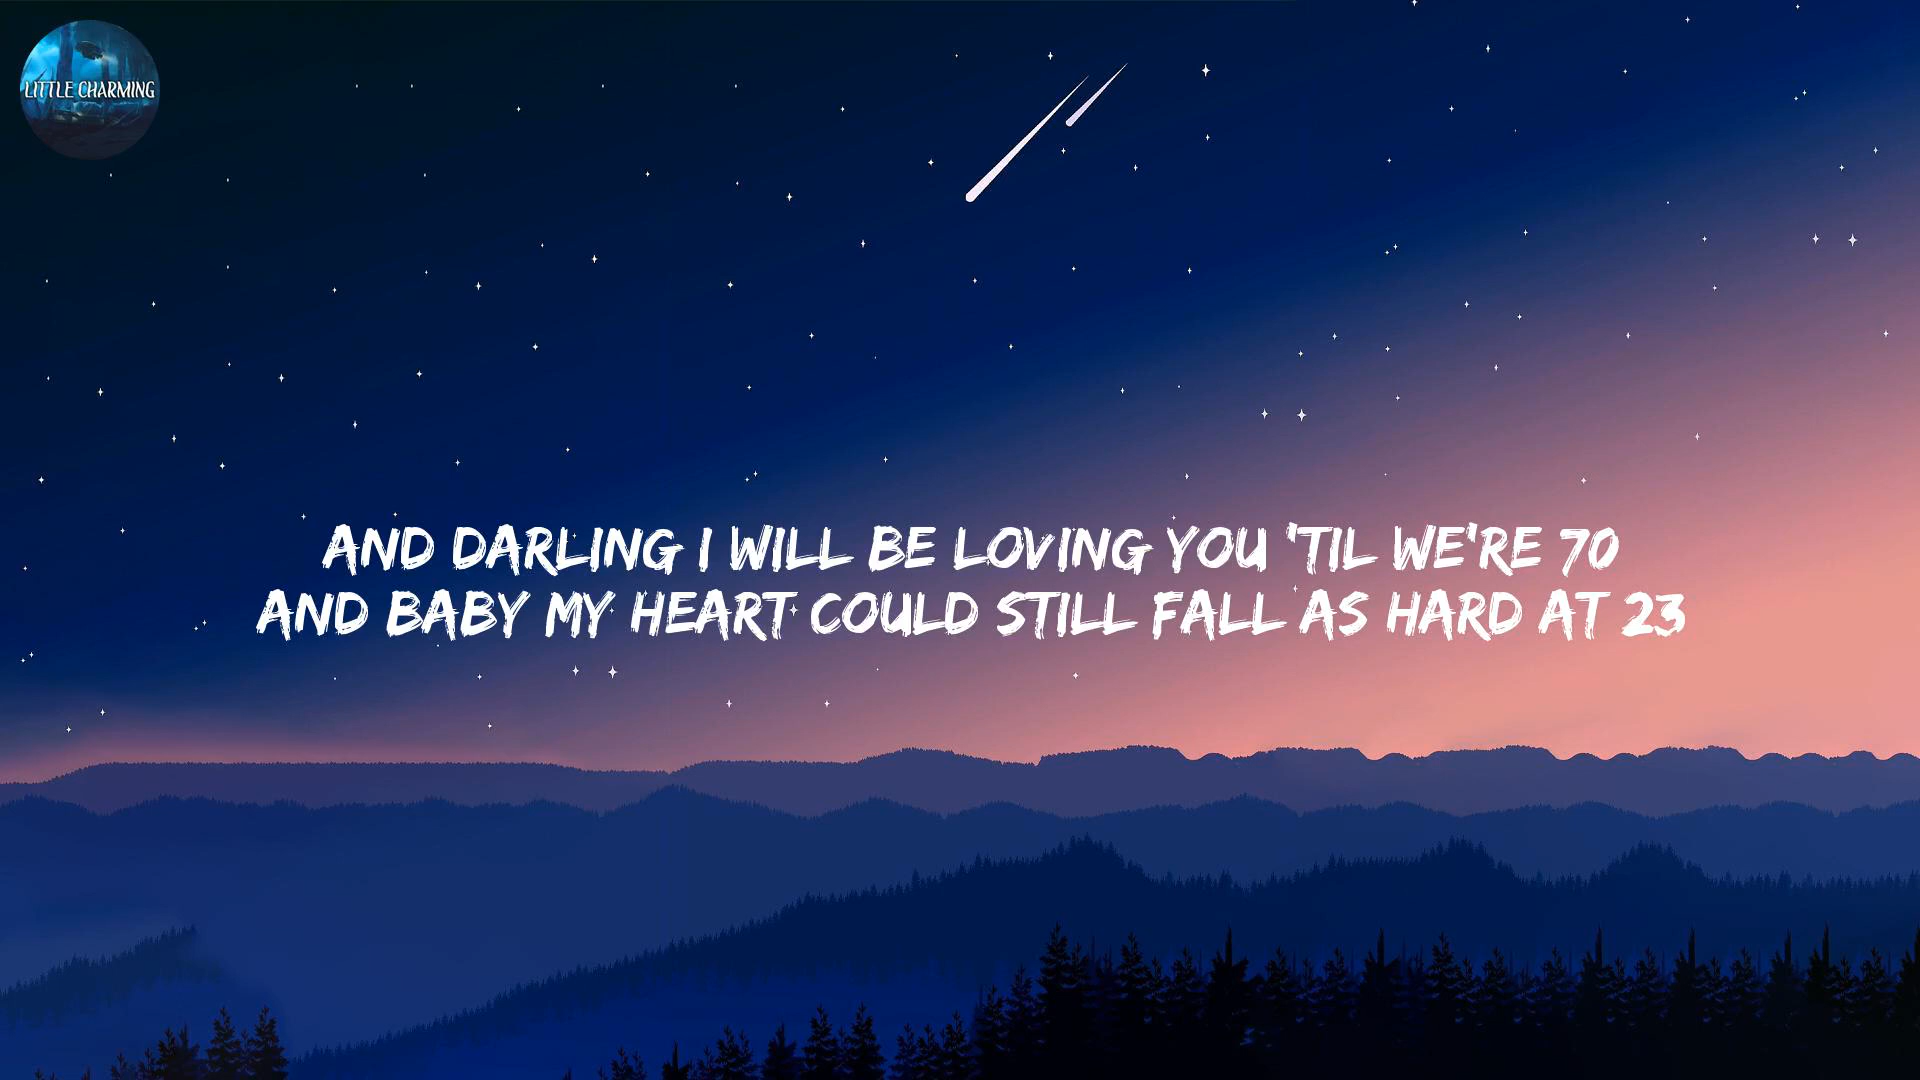 LITTLE CHARMING
AND DARLING I WILL BE LOVING YOU 'TIL WE'RE 70
AND BABY MY HEART COULD STILL FALL AS HARD AT 23